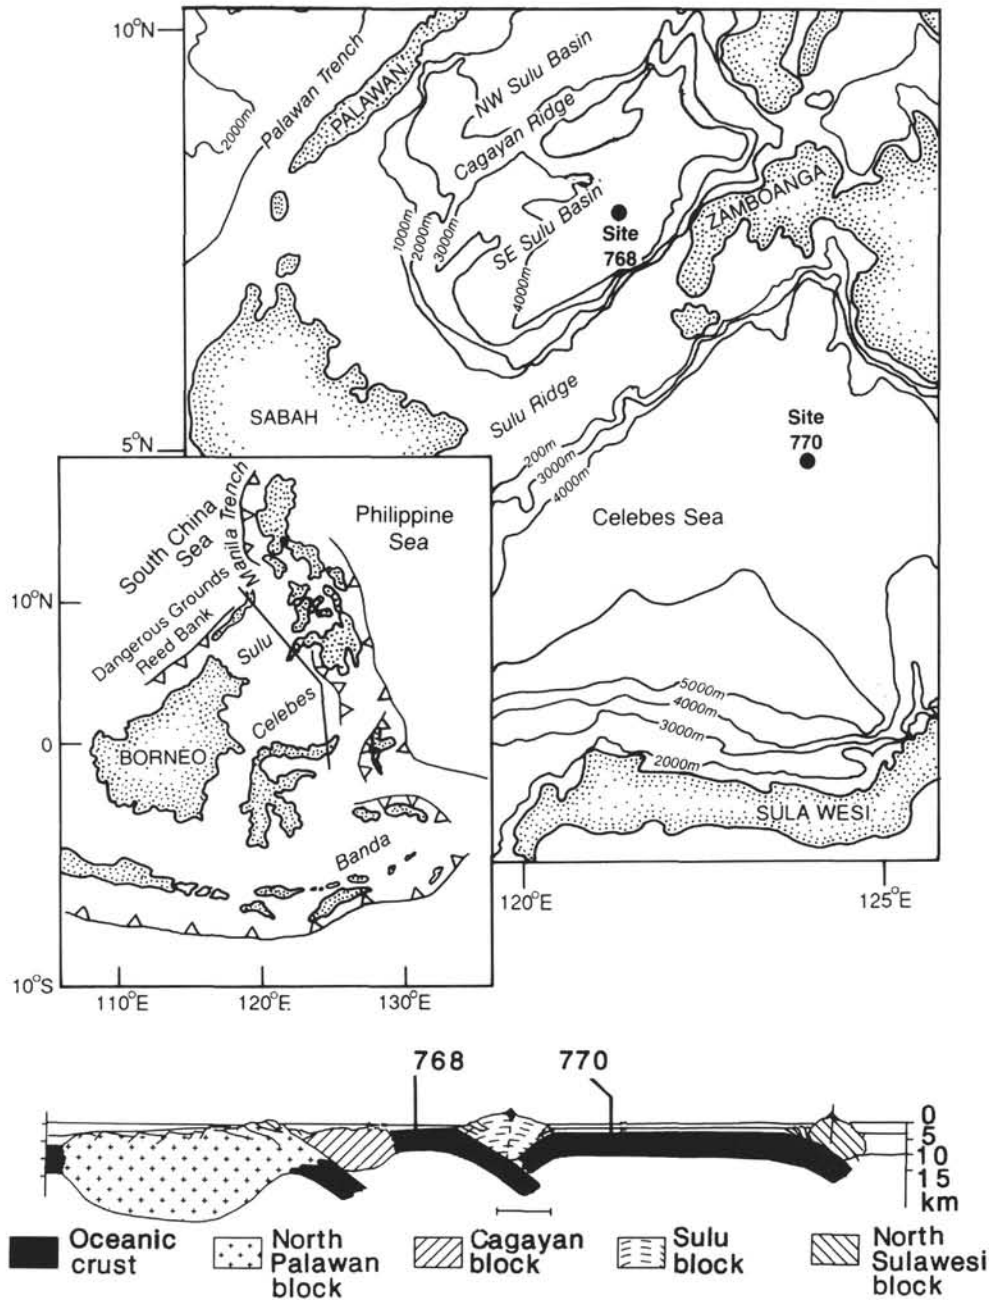 10°N
2000m
Palawan Trench
PALAWAN
NW Sulu Basin
Cagayan Ridge
1000m
2000m
3000m
SE Sulu Basin
4000m
Site
768
ZAMBOANGA
SABAH
5°N
Sulu Ridge
200m
3000m
4000m
Site
770
Celebes Sea
5000m
4000m
3000m
2000m
SULA WESI
120°E
125°E
South China
Sea
Manila Trench
Philippine
Sea
10°N
Dangerous Grounds
Reed Bank
Sulu
Celebes
0
BORNEO
Banda
10°S
110°E
120°E
130°E
768
770
0
5
10
15
km
Oceanic
crust
North
Palawan
block
Cagayan
block
Sulu
block
North
Sulawesi
block